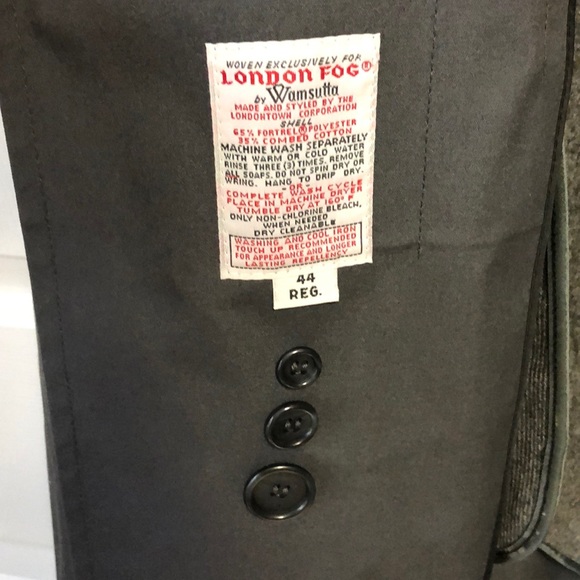 WOVEN EXCLUSIVELY FOR
LONDON FOG®
by Wamsutta
MADE AND STYLED BY THE
LONDONTOWN CORPORATION
SHELL
65% FORTREL® POLYESTER
35% COMBED COTTON
MACHINE WASH SEPARATELY
WITH WARM OR COLD WATER
RINSE THREE (3) TIMES. REMOVE
ALL SOAPS. DO NOT SPIN DRY OR
WRING. HANG TO DRIP DRY.
-OR-
COMPLETE WASH CYCLE
PLACE IN MACHINE DRYER
TUMBLE DRY AT 160° F
ONLY NON-CHLORINE BLEACH,
WHEN NEEDED
DRY CLEANABLE
WASHING AND COOL IRON
TOUCH UP RECOMMENDED
FOR APPEARANCE AND LONGER
LASTING REPELLENCY
44
REG.